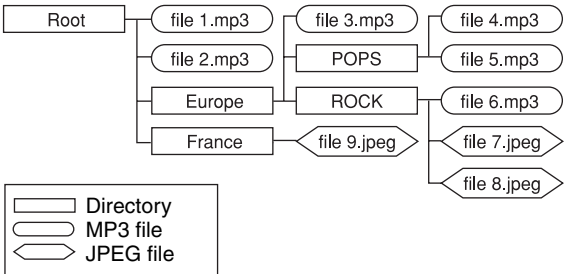 Root
file 1.mp3
file 3.mp3
file 4.mp3
file 2.mp3
POPS
file 5.mp3
Europe
ROCK
file 6.mp3
France
file 9.jpeg
file 7.jpeg
file 8.jpeg
Directory
MP3 file
JPEG file